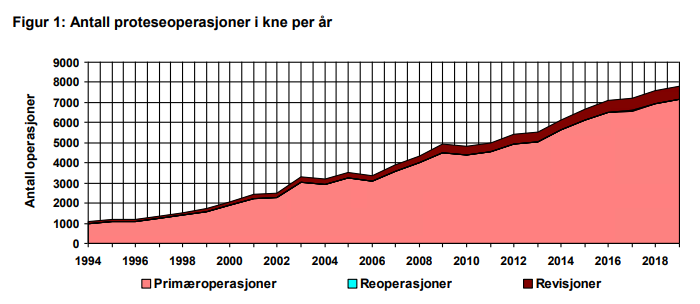 Figur 1: Antall proteseoperasjoner i kne per år
Antall operasjoner
9000
8000
7000
6000
5000
4000
3000
2000
1000
0
1994 1996 1998 2000 2002 2004 2006 2008 2010 2012 2014 2016 2018
Primæroperasjoner Reoperasjoner Revisjoner